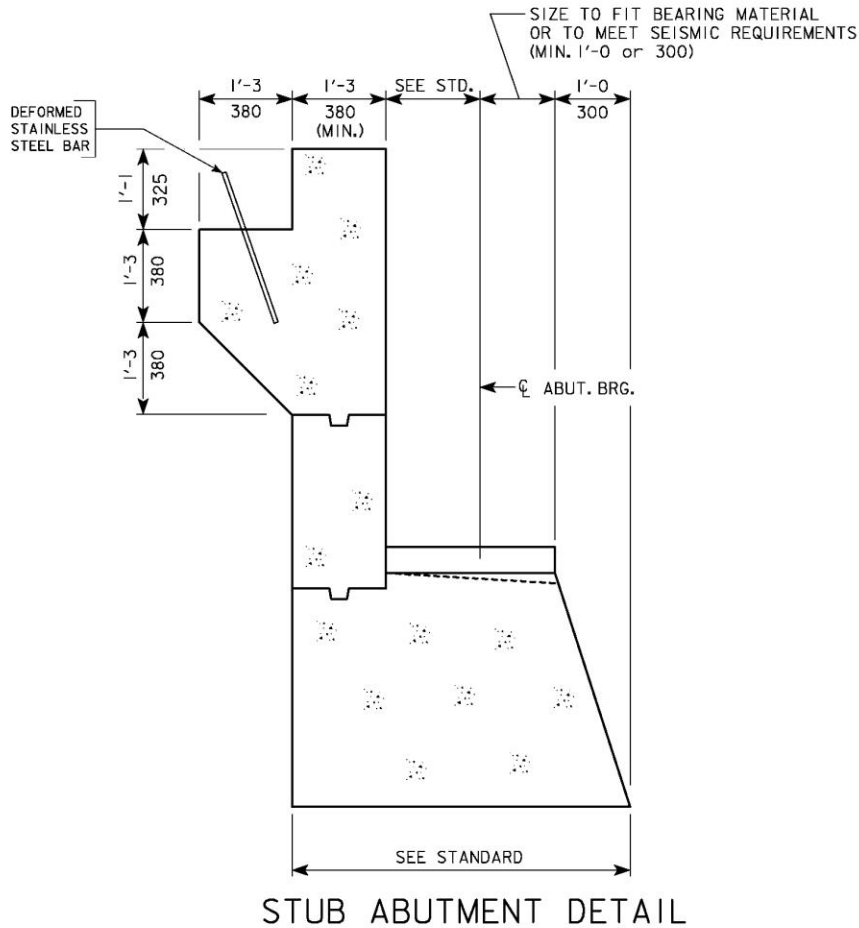 SIZE TO FIT BEARING MATERIAL
OR TO MEET SEISMIC REQUIREMENTS
(MIN. 1'-0 or 300)
1'-3
380
1'-3
380
(MIN.)
SEE STD.
1'-0
300
DEFORMED
STAINLESS
STEEL BAR
1'-1
325
1'-3
380
1'-3
380
℄ ABUT. BRG.
SEE STANDARD
STUB ABUTMENT DETAIL